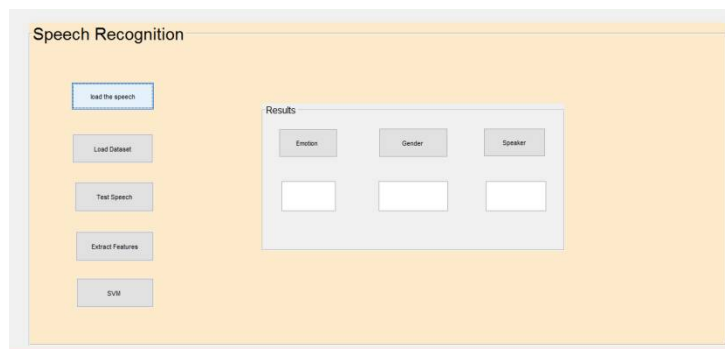 Speech Recognition
load the speech
Load Dataset
Test Speech
Extract Features
SVM
Results
Emotion
Gender
Speaker